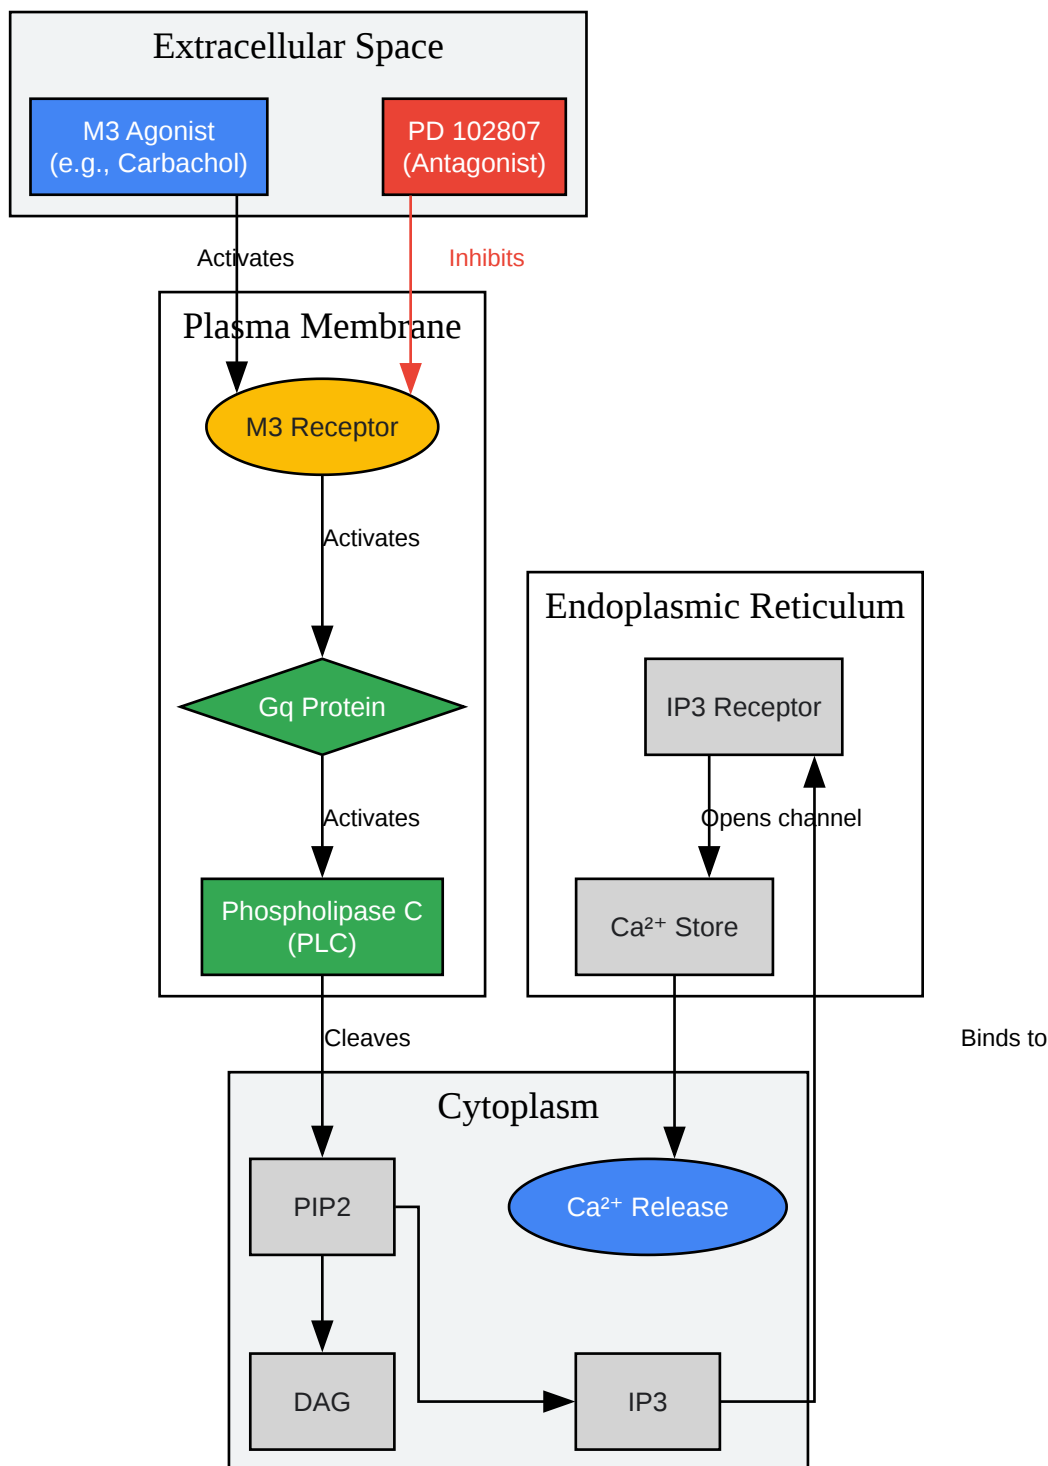 Extracellular Space
M3 Agonist
(e.g., Carbachol)
PD 102807
(Antagonist)
Activates
Inhibits
Plasma Membrane
M3 Receptor
Activates
Endoplasmic Reticulum
Gq Protein
IP3 Receptor
Activates
Opens channel
Phospholipase C
(PLC)
Ca²⁺ Store
Cleaves
Binds to
Cytoplasm
PIP2
Ca²⁺ Release
DAG
IP3